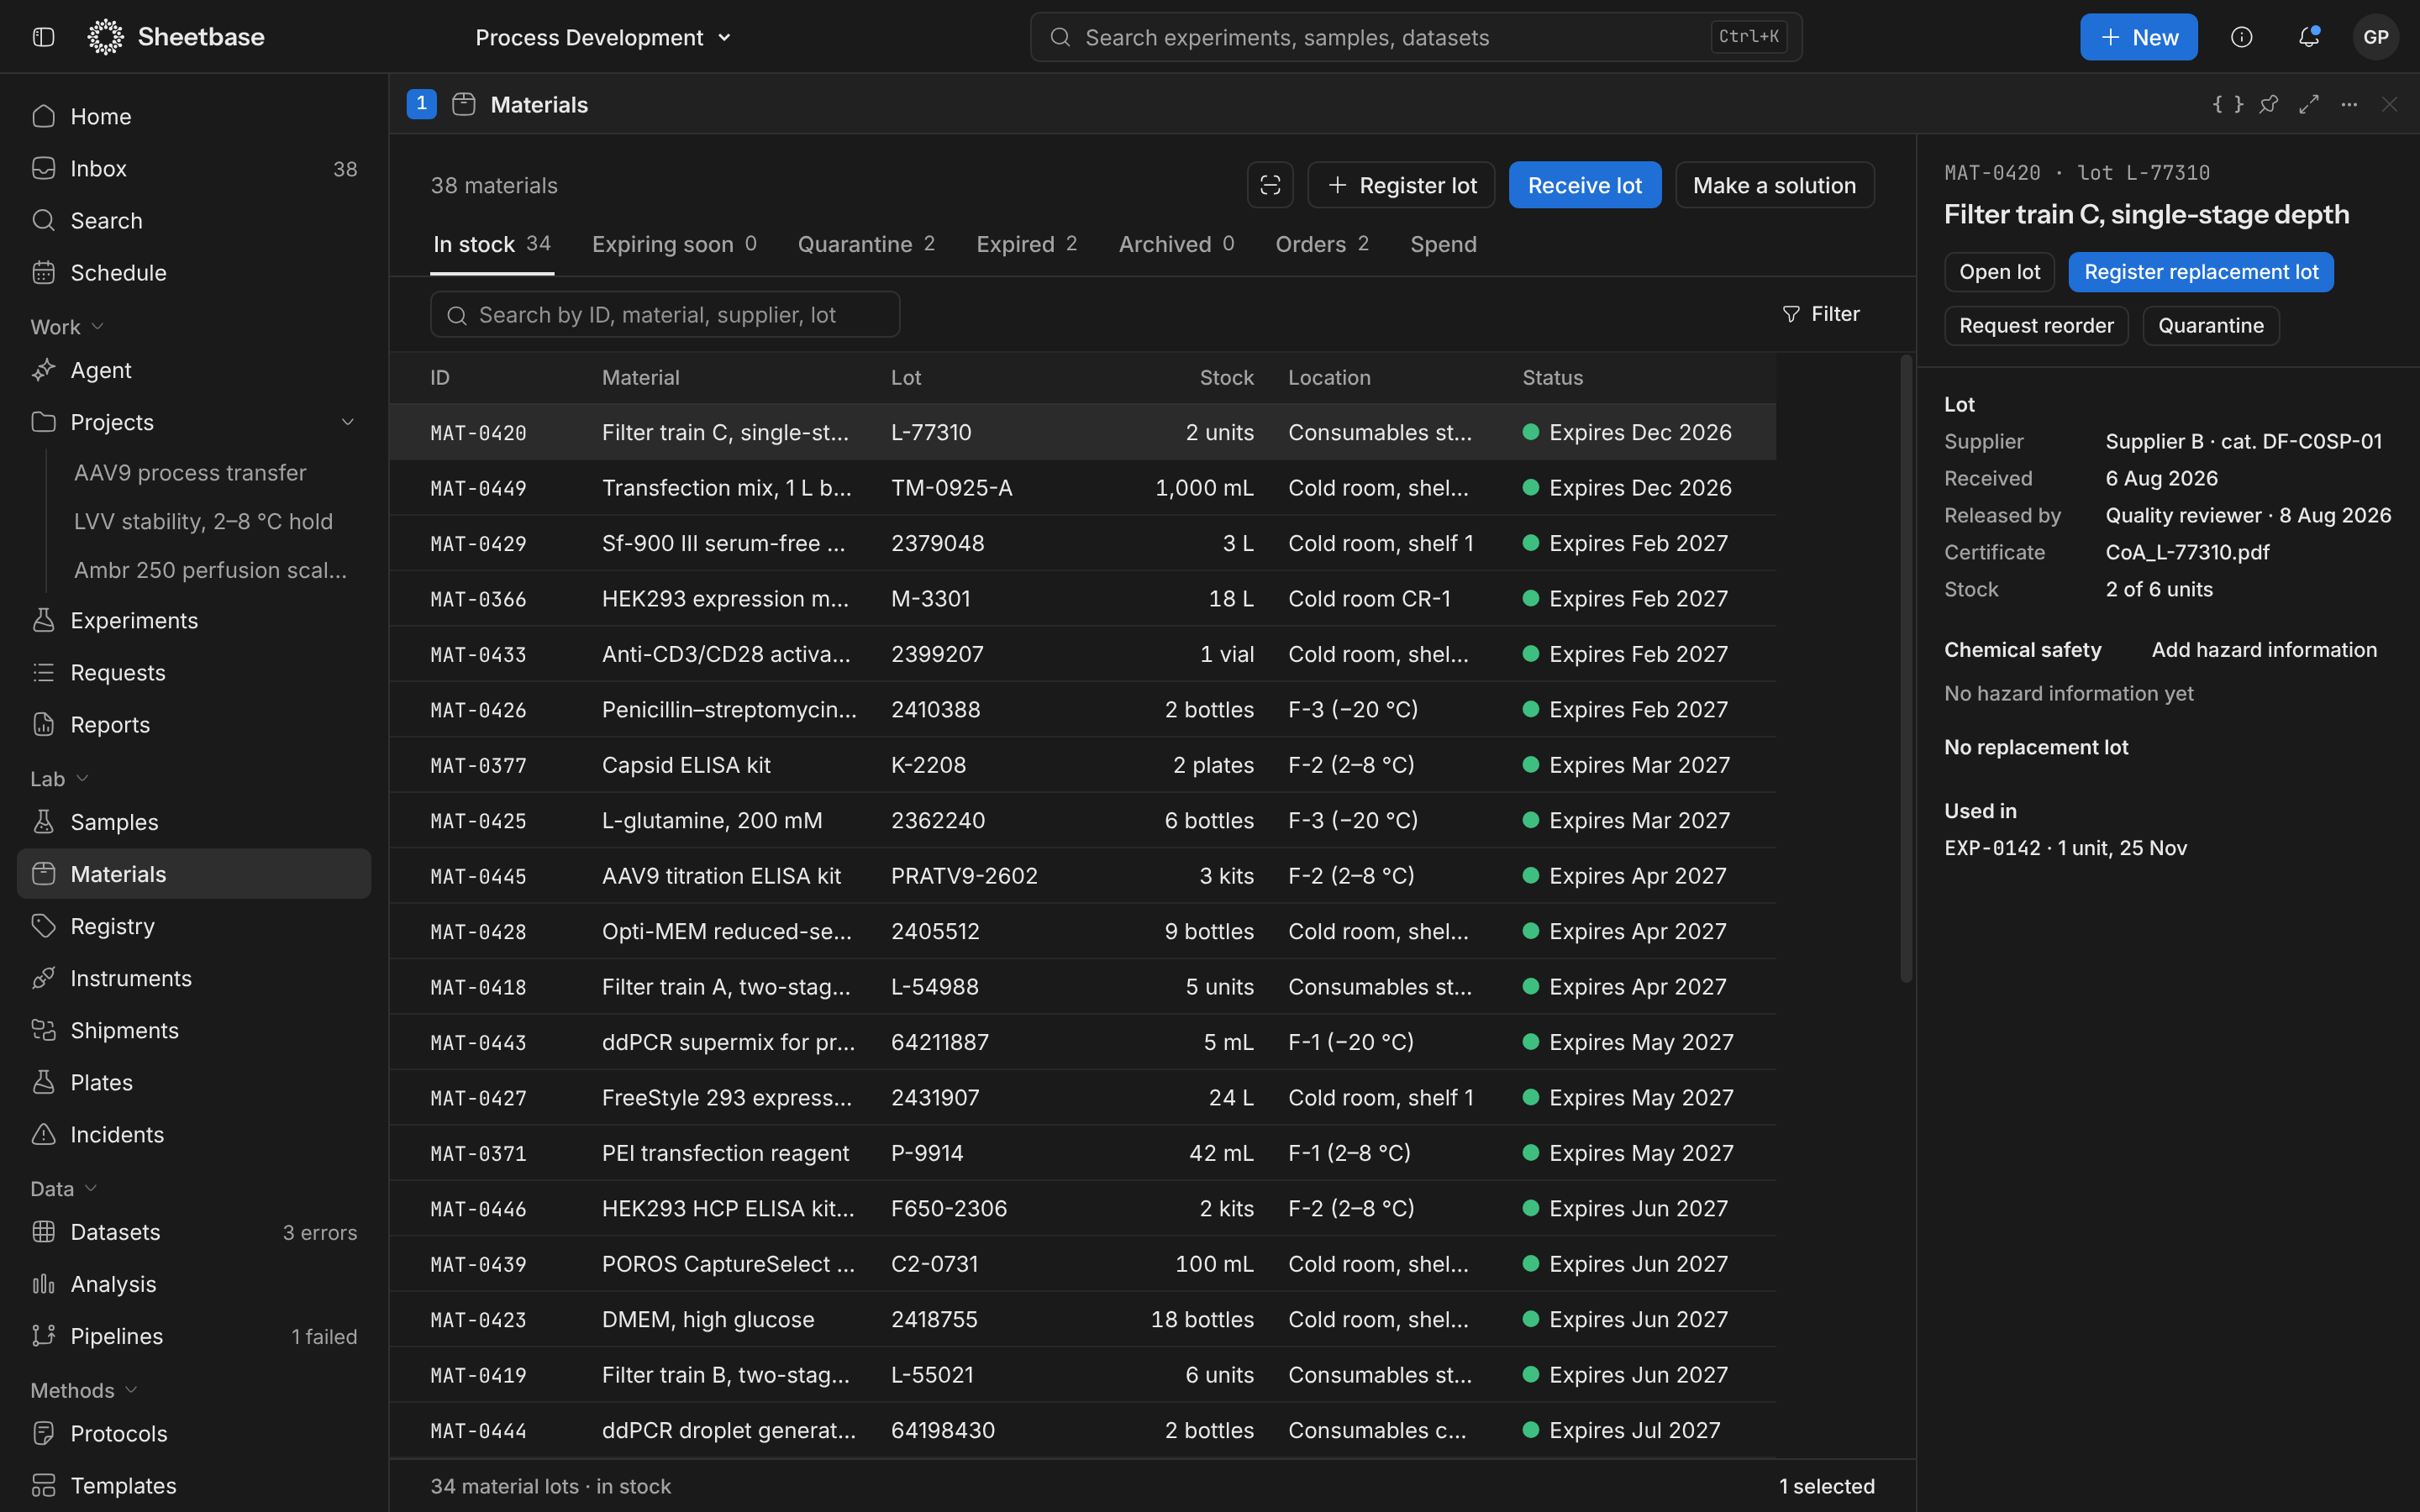 Sheetbase
Process Development
Search experiments, samples, datasets
Ctrl+K
New
GP
Home
Inbox 38
Search
Schedule
Work
Agent
Projects
AAV9 process transfer
LVV stability, 2–8 °C hold
Ambr 250 perfusion scal...
Experiments
Requests
Reports
Lab
Samples
Materials
Registry
Instruments
Shipments
Plates
Incidents
Data
Datasets 3 errors
Analysis
Pipelines 1 failed
Methods
Protocols
Templates
1 Materials
38 materials
Register lot
Receive lot
Make a solution
In stock 34 Expiring soon 0 Quarantine 2 Expired 2 Archived 0 Orders 2 Spend
Search by ID, material, supplier, lot
Filter
ID Material Lot Stock Location Status
MAT-0420 Filter train C, single-st... L-77310 2 units Consumables st... Expires Dec 2026
MAT-0449 Transfection mix, 1 L b... TM-0925-A 1,000 mL Cold room, shel... Expires Dec 2026
MAT-0429 Sf-900 III serum-free ... 2379048 3 L Cold room, shelf 1 Expires Feb 2027
MAT-0366 HEK293 expression m... M-3301 18 L Cold room CR-1 Expires Feb 2027
MAT-0433 Anti-CD3/CD28 activa... 2399207 1 vial Cold room, shel... Expires Feb 2027
MAT-0426 Penicillin–streptomycin... 2410388 2 bottles F-3 (−20 °C) Expires Feb 2027
MAT-0377 Capsid ELISA kit K-2208 2 plates F-2 (2–8 °C) Expires Mar 2027
MAT-0425 L-glutamine, 200 mM 2362240 6 bottles F-3 (−20 °C) Expires Mar 2027
MAT-0445 AAV9 titration ELISA kit PRATV9-2602 3 kits F-2 (2–8 °C) Expires Apr 2027
MAT-0428 Opti-MEM reduced-se... 2405512 9 bottles Cold room, shel... Expires Apr 2027
MAT-0418 Filter train A, two-stag... L-54988 5 units Consumables st... Expires Apr 2027
MAT-0443 ddPCR supermix for pr... 64211887 5 mL F-1 (−20 °C) Expires May 2027
MAT-0427 FreeStyle 293 express... 2431907 24 L Cold room, shelf 1 Expires May 2027
MAT-0371 PEI transfection reagent P-9914 42 mL F-1 (2–8 °C) Expires May 2027
MAT-0446 HEK293 HCP ELISA kit... F650-2306 2 kits F-2 (2–8 °C) Expires Jun 2027
MAT-0439 POROS CaptureSelect ... C2-0731 100 mL Cold room, shel... Expires Jun 2027
MAT-0423 DMEM, high glucose 2418755 18 bottles Cold room, shel... Expires Jun 2027
MAT-0419 Filter train B, two-stag... L-55021 6 units Consumables st... Expires Jun 2027
MAT-0444 ddPCR droplet generat... 64198430 2 bottles Consumables c... Expires Jul 2027
34 material lots · in stock
1 selected
MAT-0420 · lot L-77310
Filter train C, single-stage depth
Open lot
Register replacement lot
Request reorder
Quarantine
Lot
Supplier Supplier B · cat. DF-C0SP-01
Received 6 Aug 2026
Released by Quality reviewer · 8 Aug 2026
Certificate CoA_L-77310.pdf
Stock 2 of 6 units
Chemical safety Add hazard information
No hazard information yet
No replacement lot
Used in
EXP-0142 · 1 unit, 25 Nov